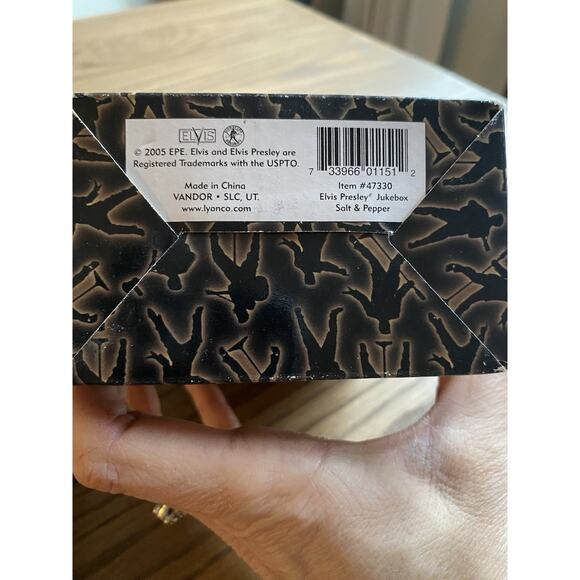 ELVIS
© 2005 EPE. Elvis and Elvis Presley are
Registered Trademarks with the USPTO.
Made in China
VANDOR • SLC, UT.
www.lyonco.com
7 33966 01151 2
Item #47330
Elvis Presley® Jukebox
Salt & Pepper